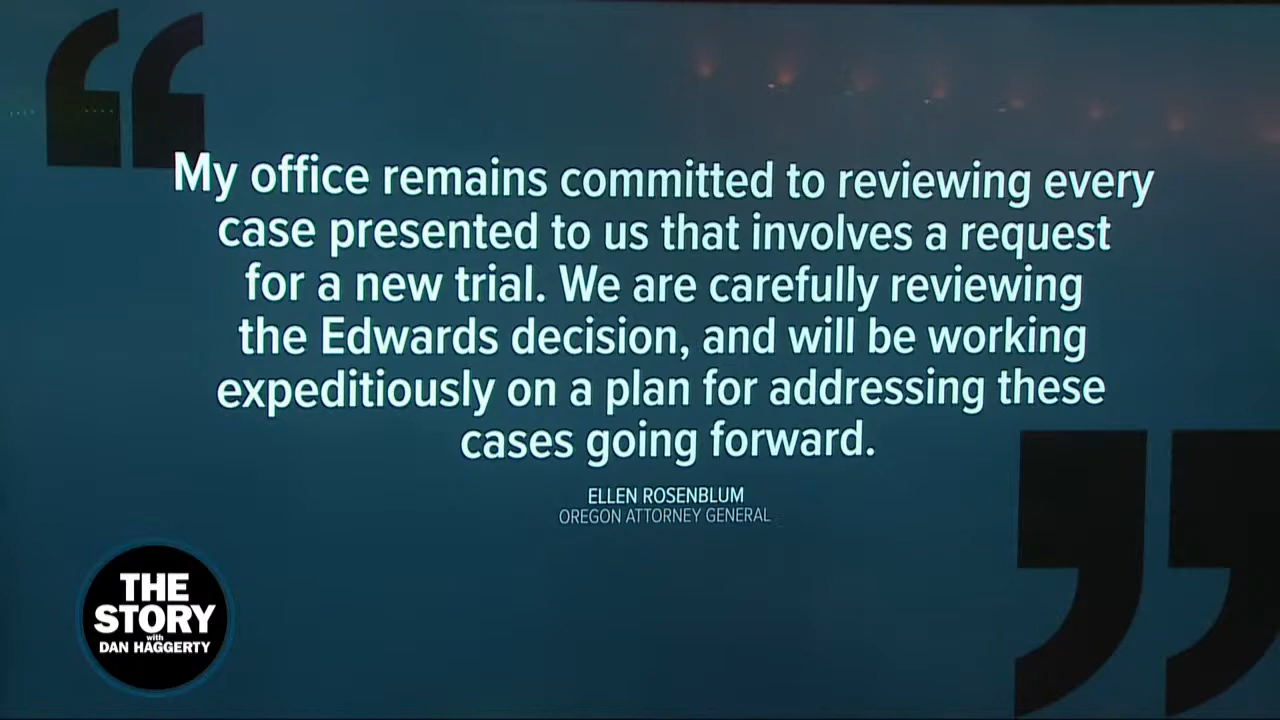 “
My office remains committed to reviewing every
case presented to us that involves a request
for a new trial. We are carefully reviewing
the Edwards decision, and will be working
expeditiously on a plan for addressing these
cases going forward.
”
ELLEN ROSENBLUM
OREGON ATTORNEY GENERAL
THE
STORY
with
DAN HAGGERTY